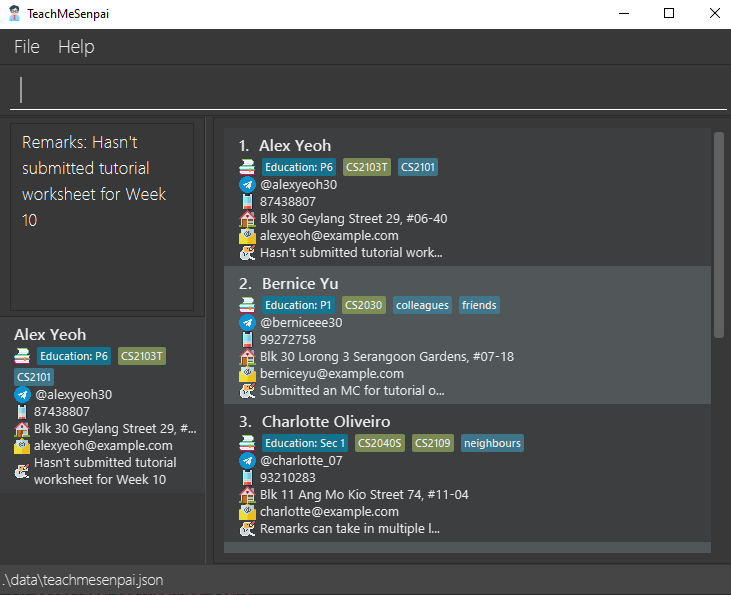 TeachMeSenpai
File Help
Remarks: Hasn't
submitted tutorial
worksheet for Week
10
Alex Yeoh
Education: P6 CS2103T
CS2101
@alexyeoh30
87438807
Blk 30 Geylang Street 29, #...
alexyeoh@example.com
Hasn't submitted tutorial
worksheet for Week 10
1. Alex Yeoh
Education: P6 CS2103T CS2101
@alexyeoh30
87438807
Blk 30 Geylang Street 29, #06-40
alexyeoh@example.com
Hasn't submitted tutorial work...
2. Bernice Yu
Education: P1 CS2030 colleagues friends
@berniceee30
99272758
Blk 30 Lorong 3 Serangoon Gardens, #07-18
berniceyu@example.com
Submitted an MC for tutorial o...
3. Charlotte Oliveiro
Education: Sec 1 CS2040S CS2109 neighbours
@charlotte_07
93210283
Blk 11 Ang Mo Kio Street 74, #11-04
charlotte@example.com
Remarks can take in multiple l...
.\data\teachmesenpai.json